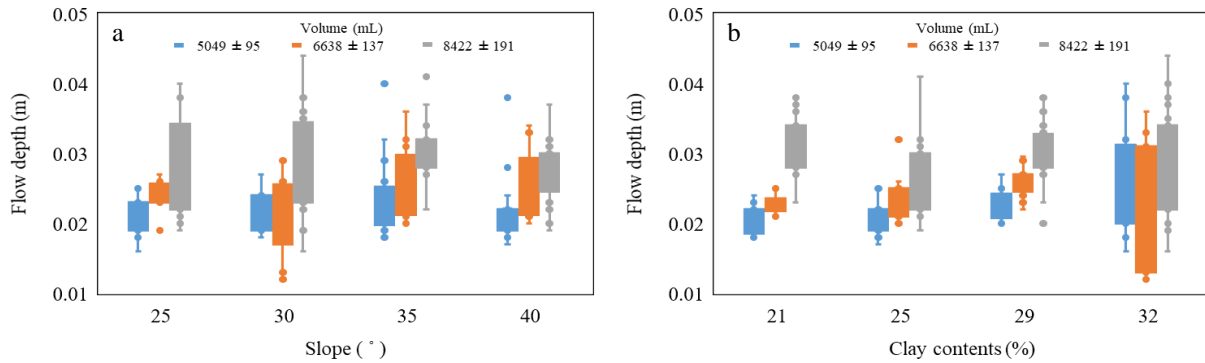 a
Volume (mL)
5049 ± 95 6638 ± 137 8422 ± 191
0.05
0.04
0.03
0.02
0.01
Flow depth (m)
25 30 35 40
Slope ( ° )
b
Volume (mL)
5049 ± 95 6638 ± 137 8422 ± 191
0.05
0.04
0.03
0.02
0.01
Flow depth (m)
21 25 29 32
Clay contents (%)